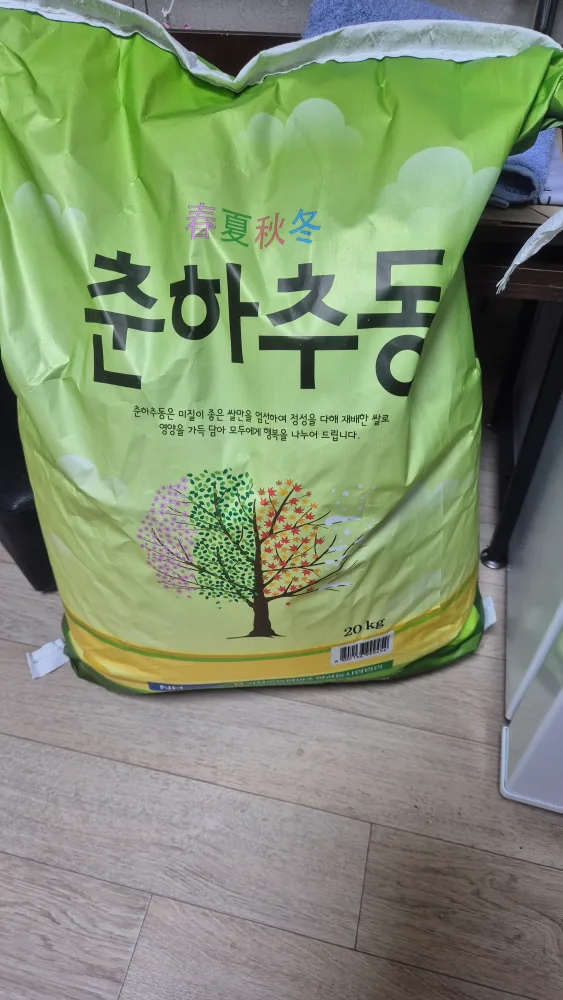 春夏秋冬
춘하추동
춘하추동은 미질이 좋은 쌀만을 엄선하여 정성을 다해 재배한 쌀로
영양을 가득 담아 모두에게 행복을 나누어 드립니다.
20 kg
NH